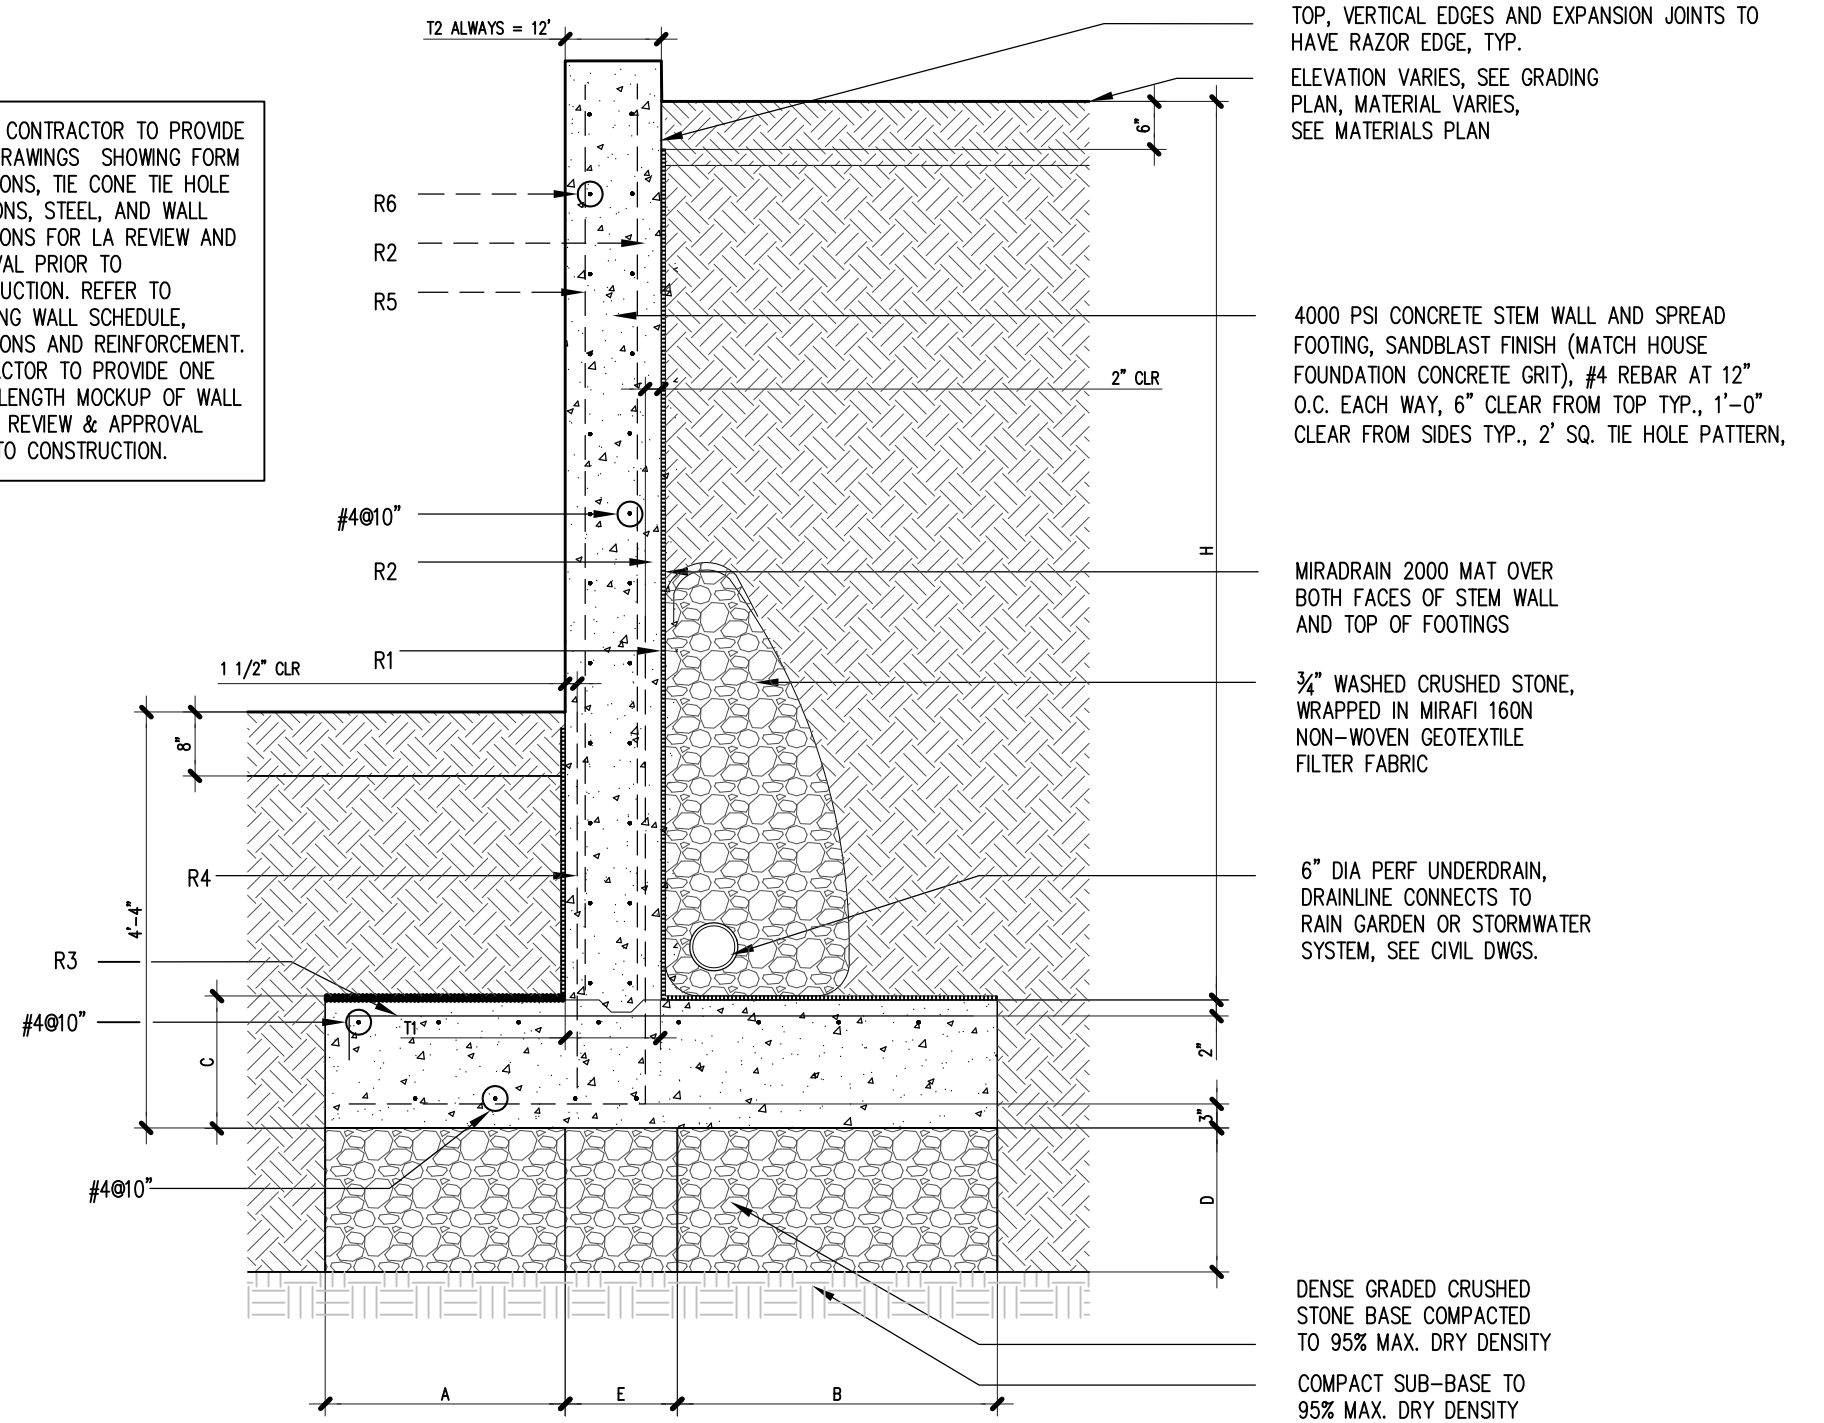 T2 ALWAYS = 12'
TOP, VERTICAL EDGES AND EXPANSION JOINTS TO
HAVE RAZOR EDGE, TYP.
ELEVATION VARIES, SEE GRADING
PLAN, MATERIAL VARIES,
SEE MATERIALS PLAN
6"
CONTRACTOR TO PROVIDE
RAWINGS SHOWING FORM
ONS, TIE CONE TIE HOLE
ONS, STEEL, AND WALL
ONS FOR LA REVIEW AND
VAL PRIOR TO
UCTION. REFER TO
NG WALL SCHEDULE,
ONS AND REINFORCEMENT.
ACTOR TO PROVIDE ONE
LENGTH MOCKUP OF WALL
REVIEW & APPROVAL
TO CONSTRUCTION.
R6
R2
R5
4000 PSI CONCRETE STEM WALL AND SPREAD
FOOTING, SANDBLAST FINISH (MATCH HOUSE
FOUNDATION CONCRETE GRIT), #4 REBAR AT 12"
O.C. EACH WAY, 6" CLEAR FROM TOP TYP., 1'-0"
CLEAR FROM SIDES TYP., 2' SQ. TIE HOLE PATTERN,
2" CLR
#4@10"
R2
R1
H
MIRADRAIN 2000 MAT OVER
BOTH FACES OF STEM WALL
AND TOP OF FOOTINGS
1 1/2" CLR
¾" WASHED CRUSHED STONE,
WRAPPED IN MIRAFI 160N
NON-WOVEN GEOTEXTILE
FILTER FABRIC
8"
R4
4'-4"
6" DIA PERF UNDERDRAIN,
DRAINLINE CONNECTS TO
RAIN GARDEN OR STORMWATER
SYSTEM, SEE CIVIL DWGS.
R3
#4@10"
T1
C
2"
3"
#4@10"
D
DENSE GRADED CRUSHED
STONE BASE COMPACTED
TO 95% MAX. DRY DENSITY
COMPACT SUB-BASE TO
95% MAX. DRY DENSITY
A
E
B